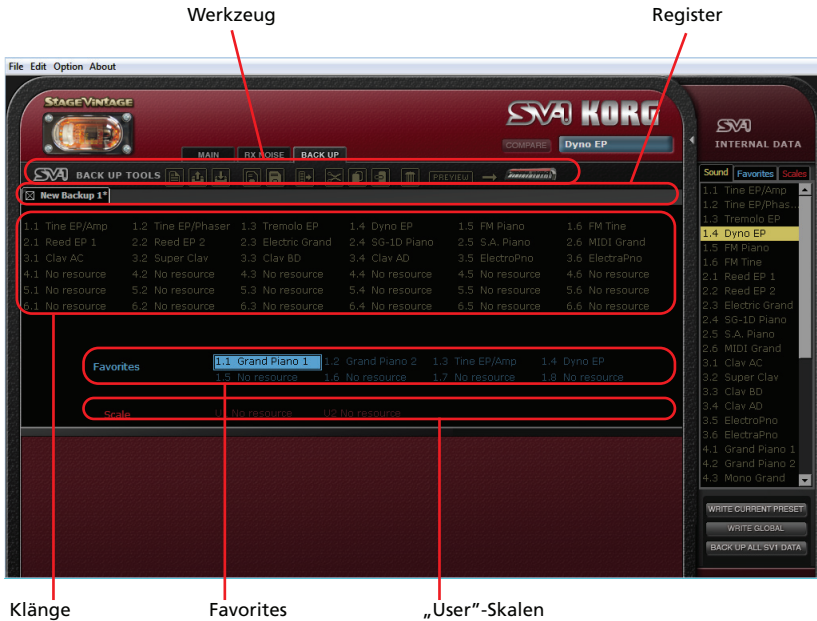 Werkzeug
Register
File Edit Option About
STAGE VINTAGE
SV1 KORG
SV1
INTERNAL DATA
COMPARE Dyno EP
MAIN RX NOISE BACK UP
SV1 BACK UP TOOLS PREVIEW
New Backup 1*
1.1 Tine EP/Amp 1.2 Tine EP/Phaser 1.3 Tremolo EP 1.4 Dyno EP 1.5 FM Piano 1.6 FM Tine
2.1 Reed EP 1 2.2 Reed EP 2 2.3 Electric Grand 2.4 SG-1D Piano 2.5 S.A. Piano 2.6 MIDI Grand
3.1 Clav AC 3.2 Super Clav 3.3 Clav BD 3.4 Clav AD 3.5 ElectroPno 3.6 ElectraPno
4.1 No resource 4.2 No resource 4.3 No resource 4.4 No resource 4.5 No resource 4.6 No resource
5.1 No resource 5.2 No resource 5.3 No resource 5.4 No resource 5.5 No resource 5.6 No resource
6.1 No resource 6.2 No resource 6.3 No resource 6.4 No resource 6.5 No resource 6.6 No resource
Favorites
1.1 Grand Piano 1 1.2 Grand Piano 2 1.3 Tine EP/Amp 1.4 Dyno EP
1.5 No resource 1.6 No resource 1.7 No resource 1.8 No resource
Scale U1 No resource U2 No resource
Sound Favorites Scales
1.1 Tine EP/Amp
1.2 Tine EP/Phas...
1.3 Tremolo EP
1.4 Dyno EP
1.5 FM Piano
1.6 FM Tine
2.1 Reed EP 1
2.2 Reed EP 2
2.3 Electric Grand
2.4 SG-1D Piano
2.5 S.A. Piano
2.6 MIDI Grand
3.1 Clav AC
3.2 Super Clav
3.3 Clav BD
3.4 Clav AD
3.5 ElectroPno
3.6 ElectraPno
4.1 Grand Piano 1
4.2 Grand Piano 2
4.3 Mono Grand
WRITE CURRENT PRESET
WRITE GLOBAL
BACK UP ALL SV1 DATA
Klänge
Favorites
„User”-Skalen